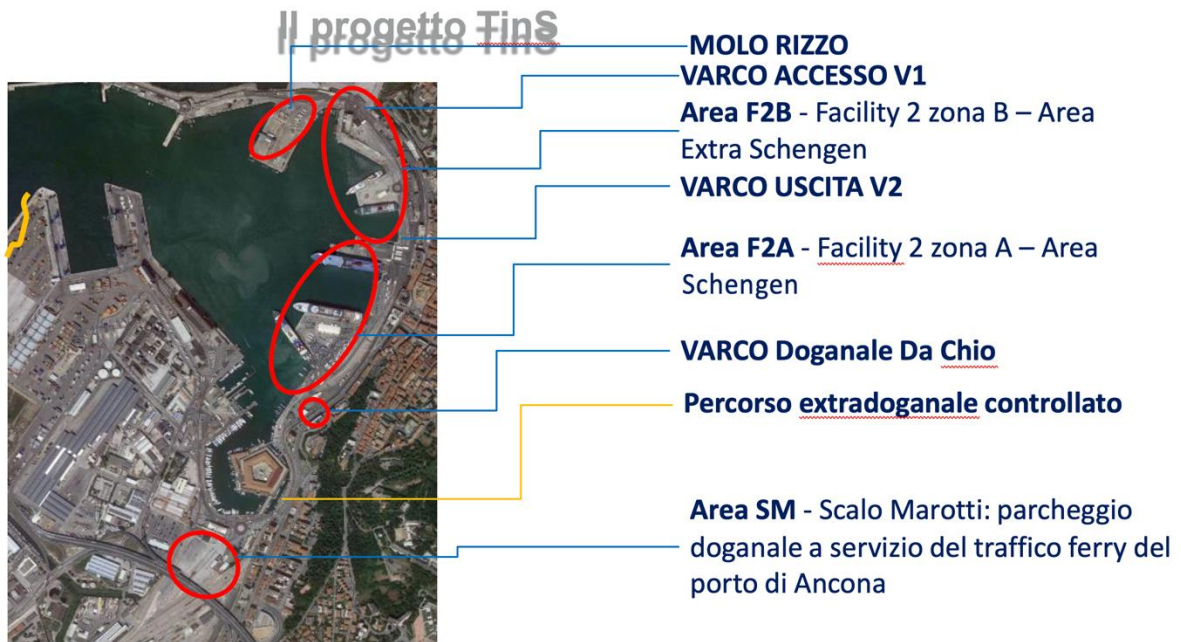 Il progetto TinS
MOLO RIZZO
VARCO ACCESSO V1
Area F2B - Facility 2 zona B – Area
Extra Schengen
VARCO USCITA V2
Area F2A - Facility 2 zona A – Area
Schengen
VARCO Doganale Da Chio
Percorso extradoganale controllato
Area SM - Scalo Marotti: parcheggio
doganale a servizio del traffico ferry del
porto di Ancona